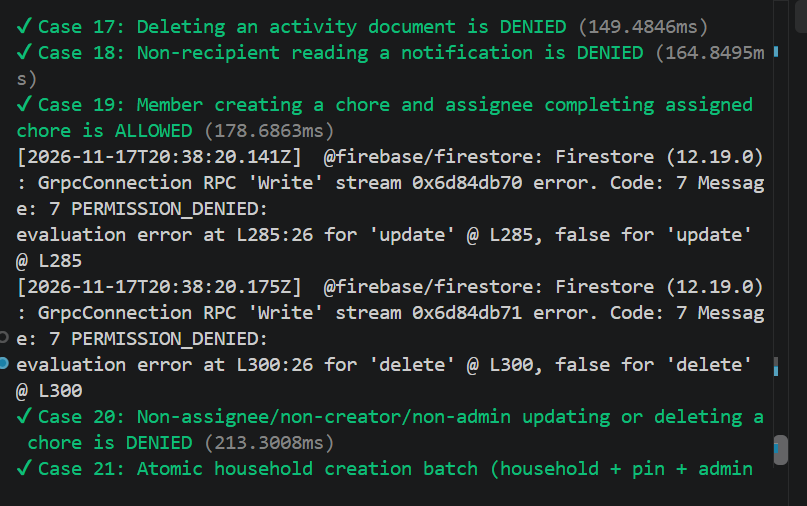 ✓ Case 17: Deleting an activity document is DENIED (149.4846ms)
✓ Case 18: Non-recipient reading a notification is DENIED (164.8495m
s)
✓ Case 19: Member creating a chore and assignee completing assigned
chore is ALLOWED (178.6863ms)
[2026-11-17T20:38:20.141Z]  @firebase/firestore: Firestore (12.19.0)
: GrpcConnection RPC 'Write' stream 0x6d84db70 error. Code: 7 Messag
e: 7 PERMISSION_DENIED:
evaluation error at L285:26 for 'update' @ L285, false for 'update'
@ L285
[2026-11-17T20:38:20.175Z]  @firebase/firestore: Firestore (12.19.0)
: GrpcConnection RPC 'Write' stream 0x6d84db71 error. Code: 7 Messag
e: 7 PERMISSION_DENIED:
evaluation error at L300:26 for 'delete' @ L300, false for 'delete'
@ L300
✓ Case 20: Non-assignee/non-creator/non-admin updating or deleting a
 chore is DENIED (213.3008ms)
✓ Case 21: Atomic household creation batch (household + pin + admin